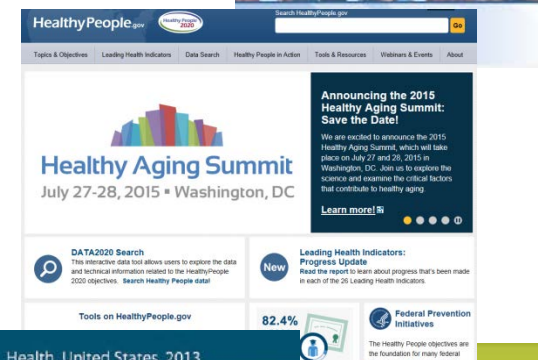 HealthyPeople.gov
Healthy People
2020
Search HealthyPeople.gov
Go
Topics & Objectives
Leading Health Indicators
Data Search
Healthy People in Action
Tools & Resources
Webinars & Events
About
Healthy Aging Summit
July 27-28, 2015 ▪ Washington, DC
Announcing the 2015
Healthy Aging Summit:
Save the Date!
We are excited to announce the 2015
Healthy Aging Summit, which will take
place on July 27 and 28, 2015 in
Washington, DC. Join us to explore the
science and examine the critical factors
that contribute to healthy aging.
Learn more!
DATA2020 Search
This interactive data tool allows users to explore the data
and technical information related to the HealthyPeople
2020 objectives. Search Healthy People data!
New
Leading Health Indicators:
Progress Update
Read the report to learn about progress that's been made
in each of the 26 Leading Health Indicators.
Tools on HealthyPeople.gov
82.4%
Federal Prevention
Initiatives
The Healthy People objectives are
the foundation for many federal
Health, United States, 2013